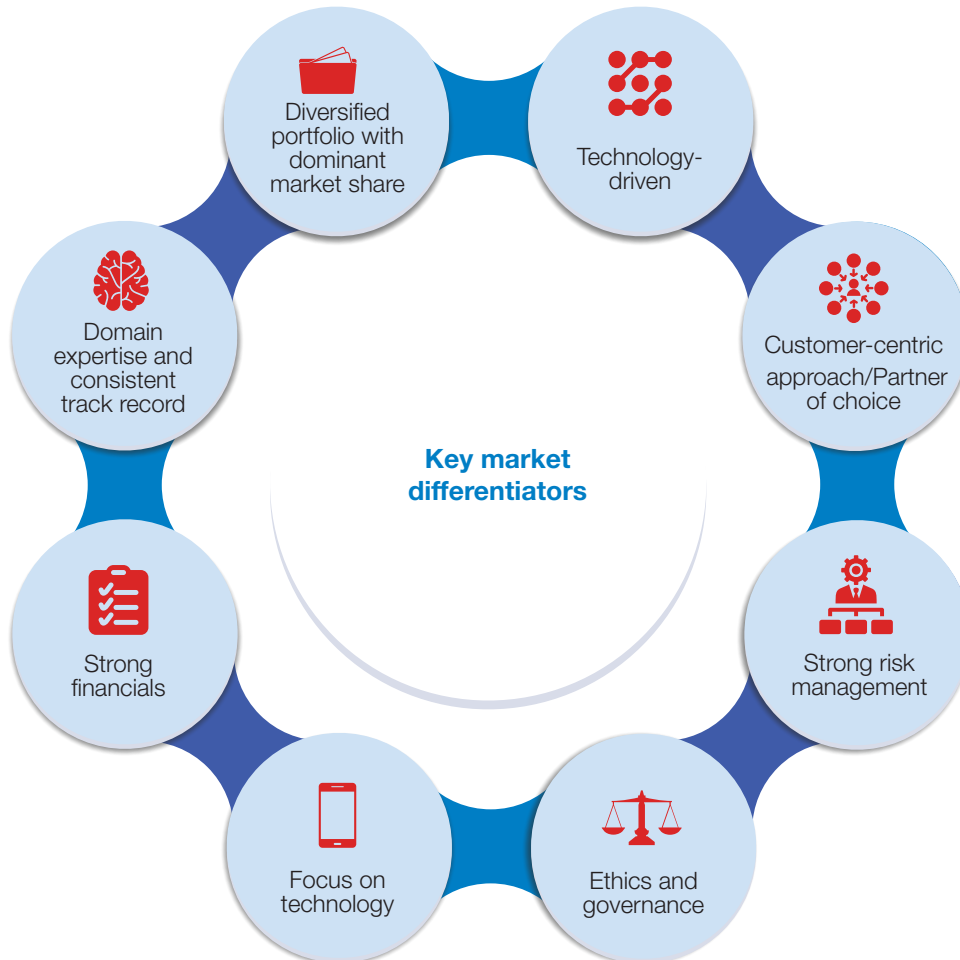 Diversified
portfolio with
dominant
market share
Technology-
driven
Domain
expertise and
consistent
track record
Customer-centric
approach/Partner
of choice
Key market
differentiators
Strong
financials
Strong risk
management
Focus on
technology
Ethics and
governance